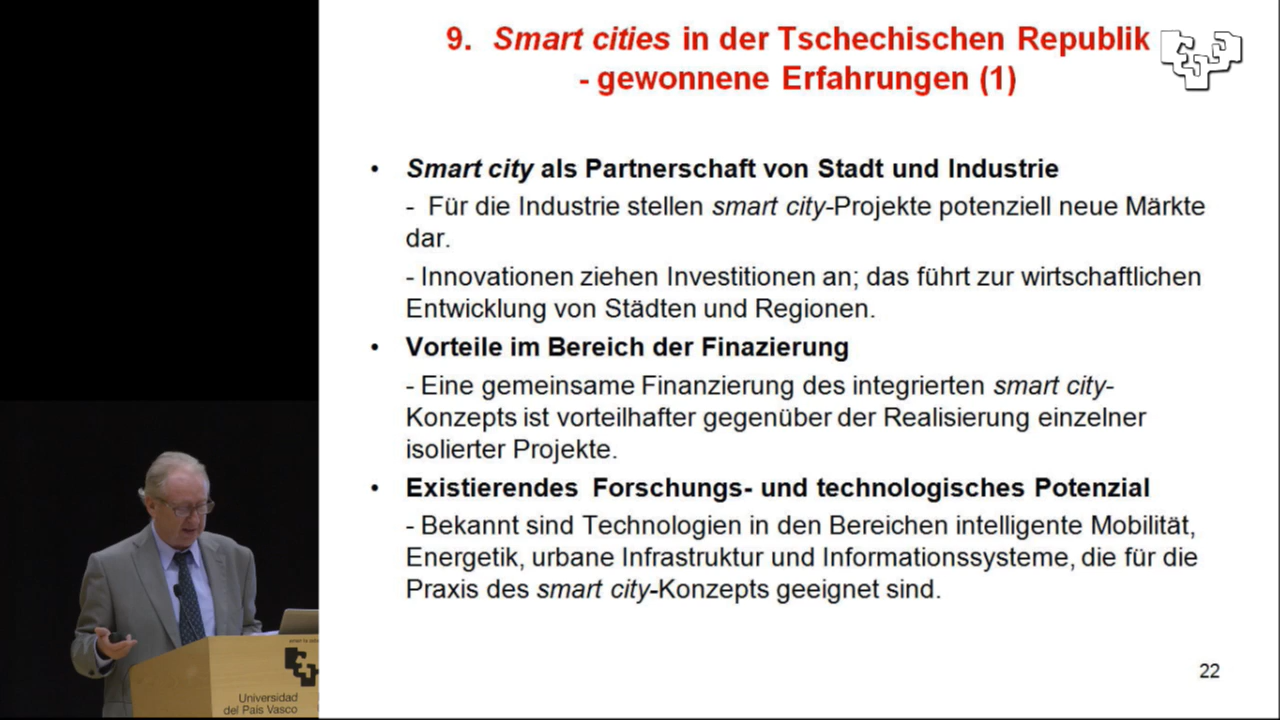 9. Smart cities in der Tschechischen Republik
- gewonnene Erfahrungen (1)
• Smart city als Partnerschaft von Stadt und Industrie
- Für die Industrie stellen smart city-Projekte potenziell neue Märkte
dar.
- Innovationen ziehen Investitionen an; das führt zur wirtschaftlichen
Entwicklung von Städten und Regionen.
• Vorteile im Bereich der Finazierung
- Eine gemeinsame Finanzierung des integrierten smart city-
Konzepts ist vorteilhafter gegenüber der Realisierung einzelner
isolierter Projekte.
• Existierendes Forschungs- und technologisches Potenzial
- Bekannt sind Technologien in den Bereichen intelligente Mobilität,
Energetik, urbane Infrastruktur und Informationssysteme, die für die
Praxis des smart city-Konzepts geeignet sind.
22
Universidad
del País Vasco